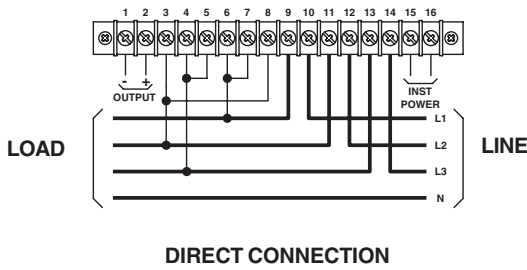 1 2 3 4 5 6 7 8 9 10 11 12 13 14 15 16
- +
OUTPUT
INST
POWER
L1
LOAD
L2
LINE
L3
N
DIRECT CONNECTION